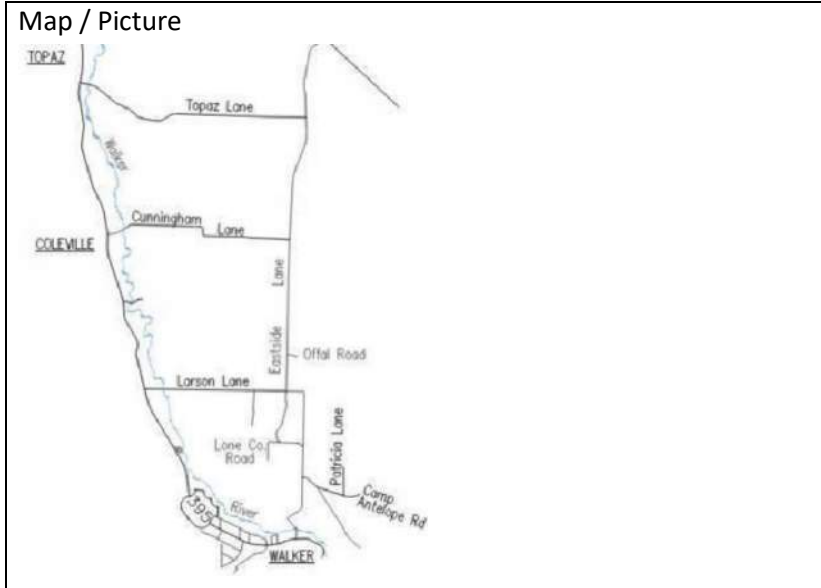 Map / Picture
TOPAZ
Topaz Lane
Walker
Cunningham
Lane
COLEVILLE
Eastside Lane
Offal Road
Larson Lane
Lone Co.
Road
Patricia Lane
Camp
Antelope Rd
395
River
WALKER